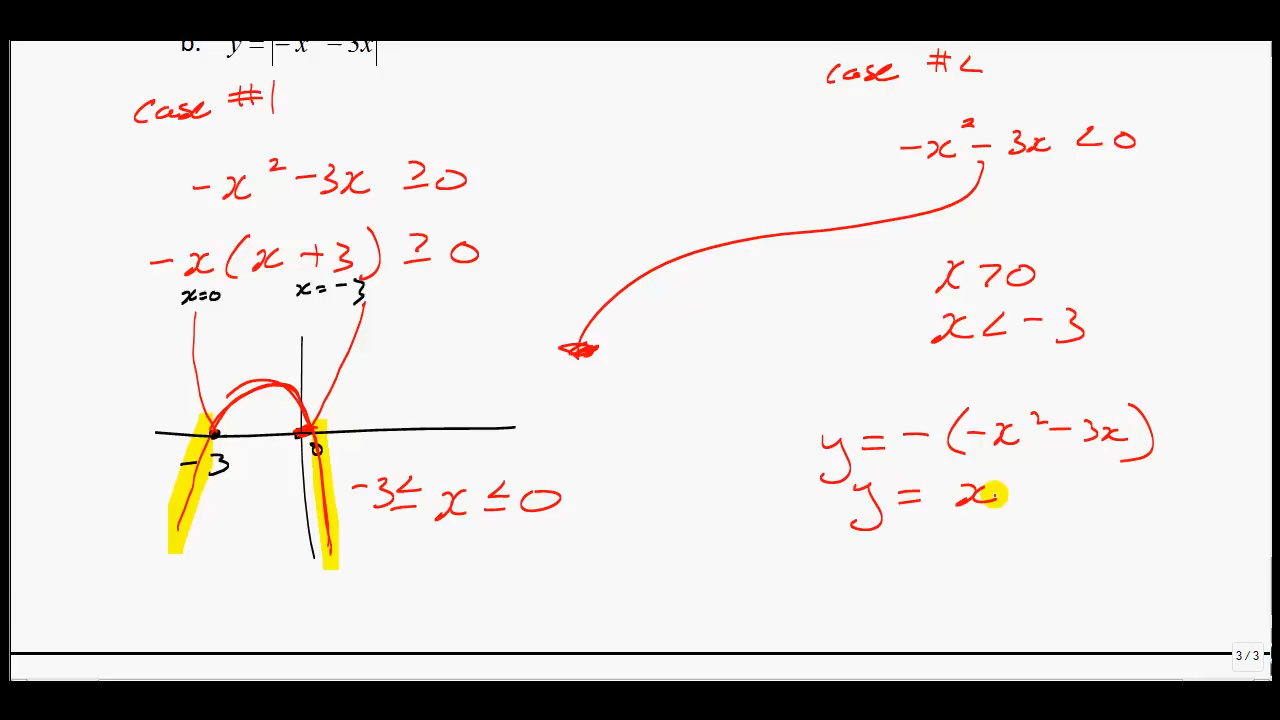 b. y = |-x - 3x|
case #1
-x² - 3x ≥ 0
-x(x + 3) ≥ 0
x=0 x=-3
-3 0
-3 ≤ x ≤ 0
case #2
-x² - 3x < 0
x > 0
x < -3
y = -(-x² - 3x)
y = x
3/3